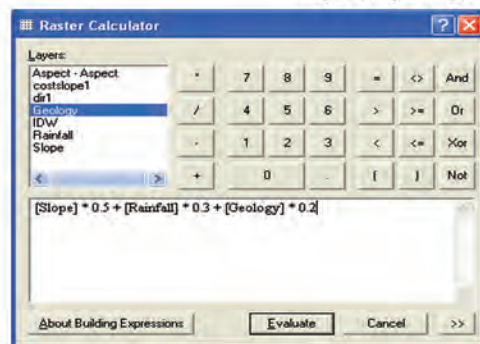 Raster Calculator
Layers:
Aspect - Aspect
costslope1
dir1
Geology
IDW
Rainfall
Slope
* 7 8 9 = <> And
/ 4 5 6 > >= Or
- 1 2 3 < <= Xor
+ 0 . ( ) Not
[Slope] * 0.5 + [Rainfall] * 0.3 + [Geology] * 0.2
About Building Expressions Evaluate Cancel >>